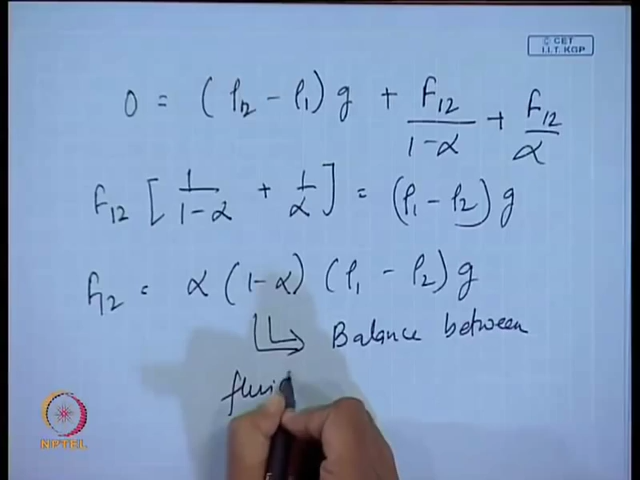 © CET
I.I.T. KGP
0 = (ρ₂ - ρ₁) g + F₁₂/(1-α) + F₁₂/α
F₁₂ [ 1/(1-α) + 1/α ] = (ρ₁ - ρ₂) g
F₁₂ = α (1-α) (ρ₁ - ρ₂) g
↳ Balance between
fluid
NPTEL